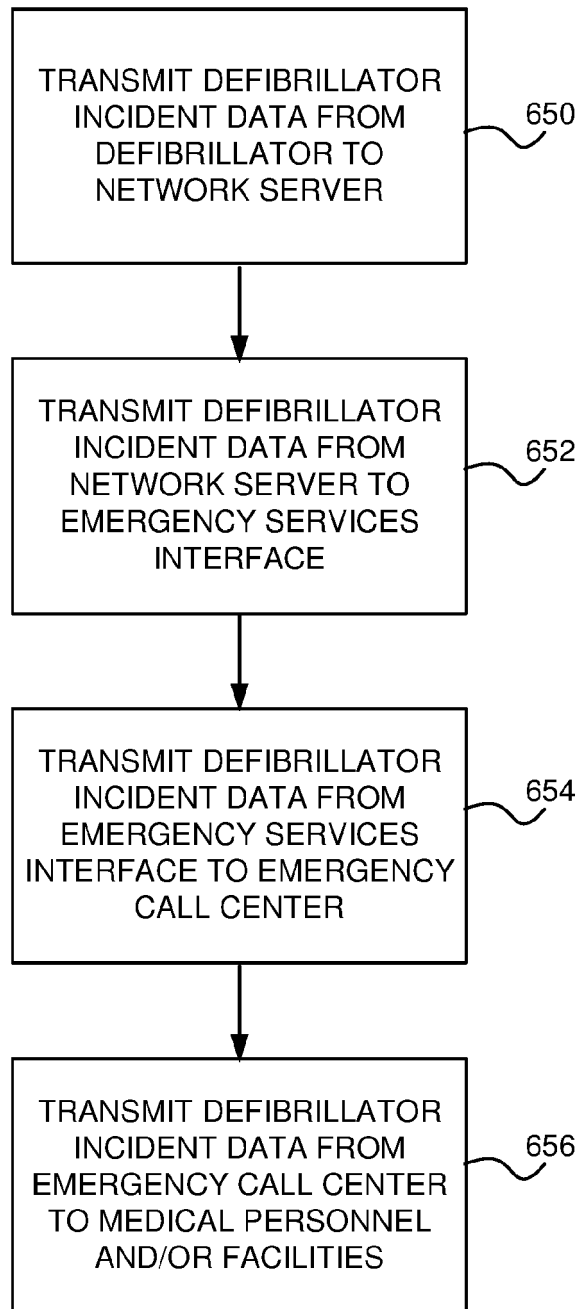 TRANSMIT DEFIBRILLATOR
INCIDENT DATA FROM
DEFIBRILLATOR TO
NETWORK SERVER
650
TRANSMIT DEFIBRILLATOR
INCIDENT DATA FROM
NETWORK SERVER TO
EMERGENCY SERVICES
INTERFACE
652
TRANSMIT DEFIBRILLATOR
INCIDENT DATA FROM
EMERGENCY SERVICES
INTERFACE TO EMERGENCY
CALL CENTER
654
TRANSMIT DEFIBRILLATOR
INCIDENT DATA FROM
EMERGENCY CALL CENTER
TO MEDICAL PERSONNEL
AND/OR FACILITIES
656